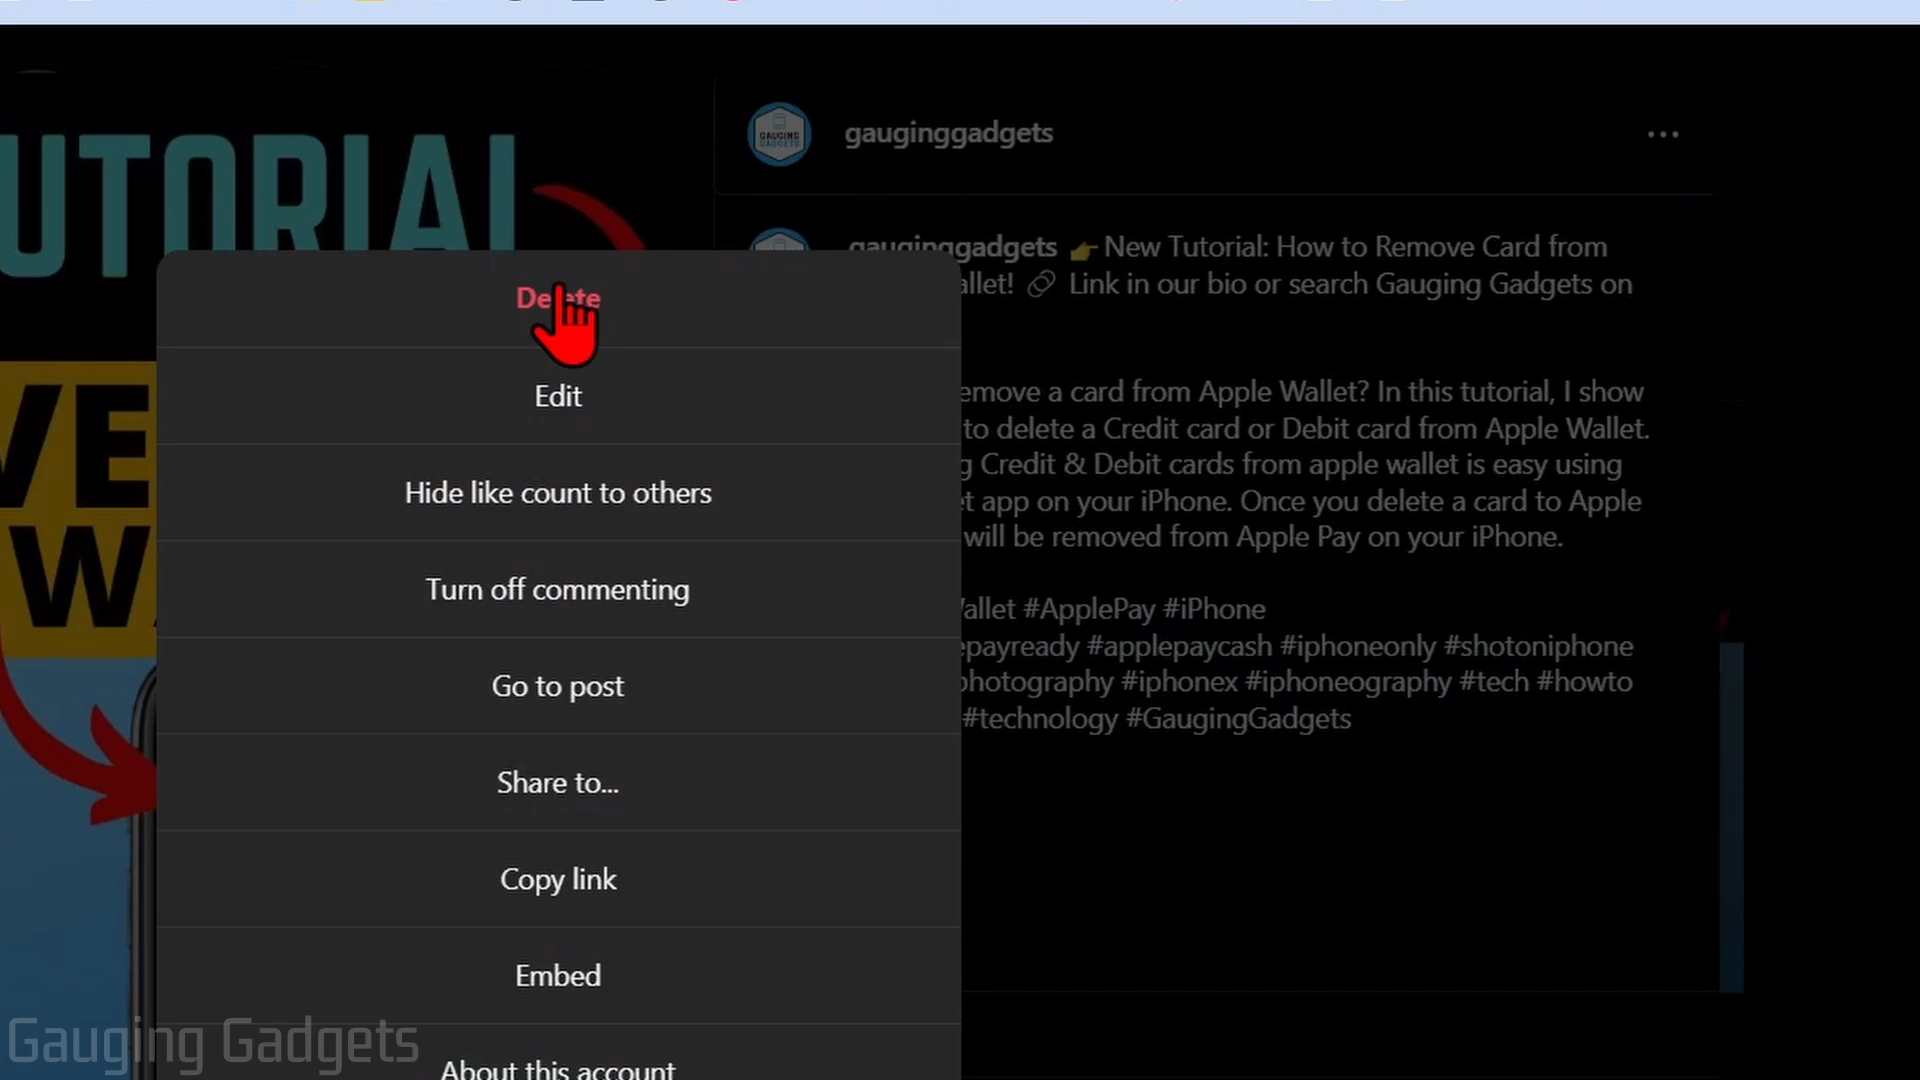 UTORIAL
VE
W
gauginggadgets
GAUGING
GADGETS
gauginggadgets 👉 New Tutorial: How to Remove Card from
allet! 🔗 Link in our bio or search Gauging Gadgets on
emove a card from Apple Wallet? In this tutorial, I show
to delete a Credit card or Debit card from Apple Wallet.
g Credit & Debit cards from apple wallet is easy using
t app on your iPhone. Once you delete a card to Apple
will be removed from Apple Pay on your iPhone.
allet #ApplePay #iPhone
epayready #applepaycash #iphoneonly #shotoniphone
photography #iphonex #iphoneography #tech #howto
#technology #GaugingGadgets
Delete
Edit
Hide like count to others
Turn off commenting
Go to post
Share to...
Copy link
Embed
About this account
Gauging Gadgets